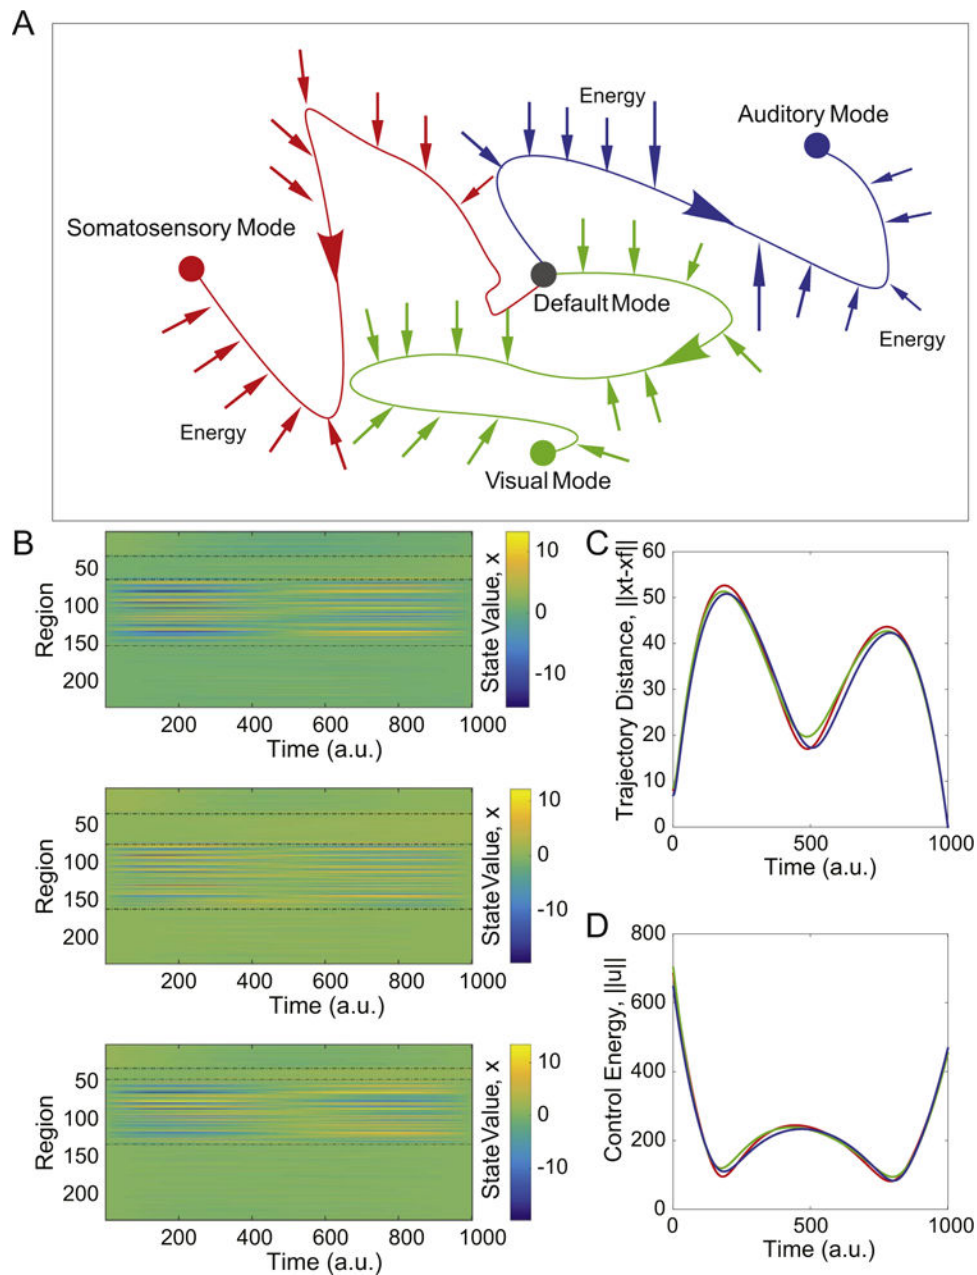 A
Energy
Auditory Mode
Somatosensory Mode
Default Mode
Energy
Energy
Visual Mode
B
Region
50
100
150
200
200
400
600
800
1000
Time (a.u.)
State Value, x
10
0
-10
Region
50
100
150
200
200
400
600
800
1000
Time (a.u.)
State Value, x
10
0
-10
Region
50
100
150
200
200
400
600
800
1000
Time (a.u.)
State Value, x
10
0
-10
C
Trajectory Distance, ||xt-xf||
60
50
40
30
20
10
0
0
500
1000
Time (a.u.)
D
Control Energy, ||u||
800
600
400
200
0
0
500
1000
Time (a.u.)